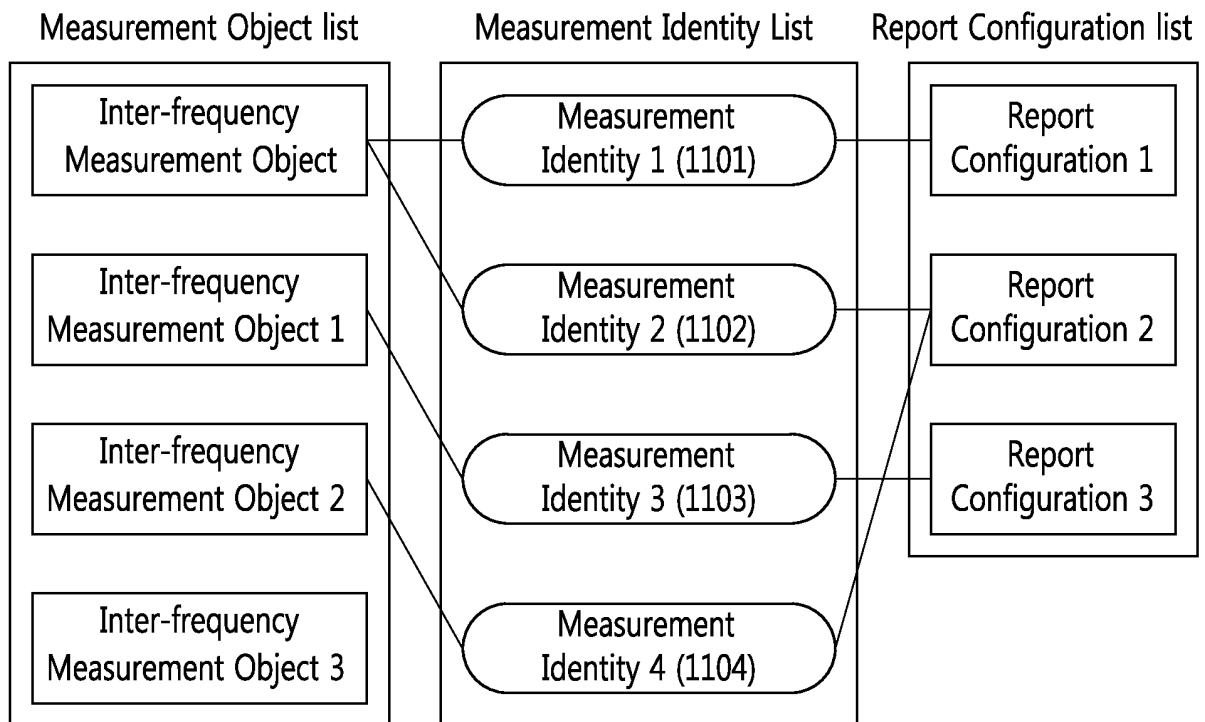 Measurement Object list
Measurement Identity List
Report Configuration list
Inter-frequency
Measurement Object
Measurement
Identity 1 (1101)
Report
Configuration 1
Inter-frequency
Measurement Object 1
Measurement
Identity 2 (1102)
Report
Configuration 2
Inter-frequency
Measurement Object 2
Measurement
Identity 3 (1103)
Report
Configuration 3
Inter-frequency
Measurement Object 3
Measurement
Identity 4 (1104)